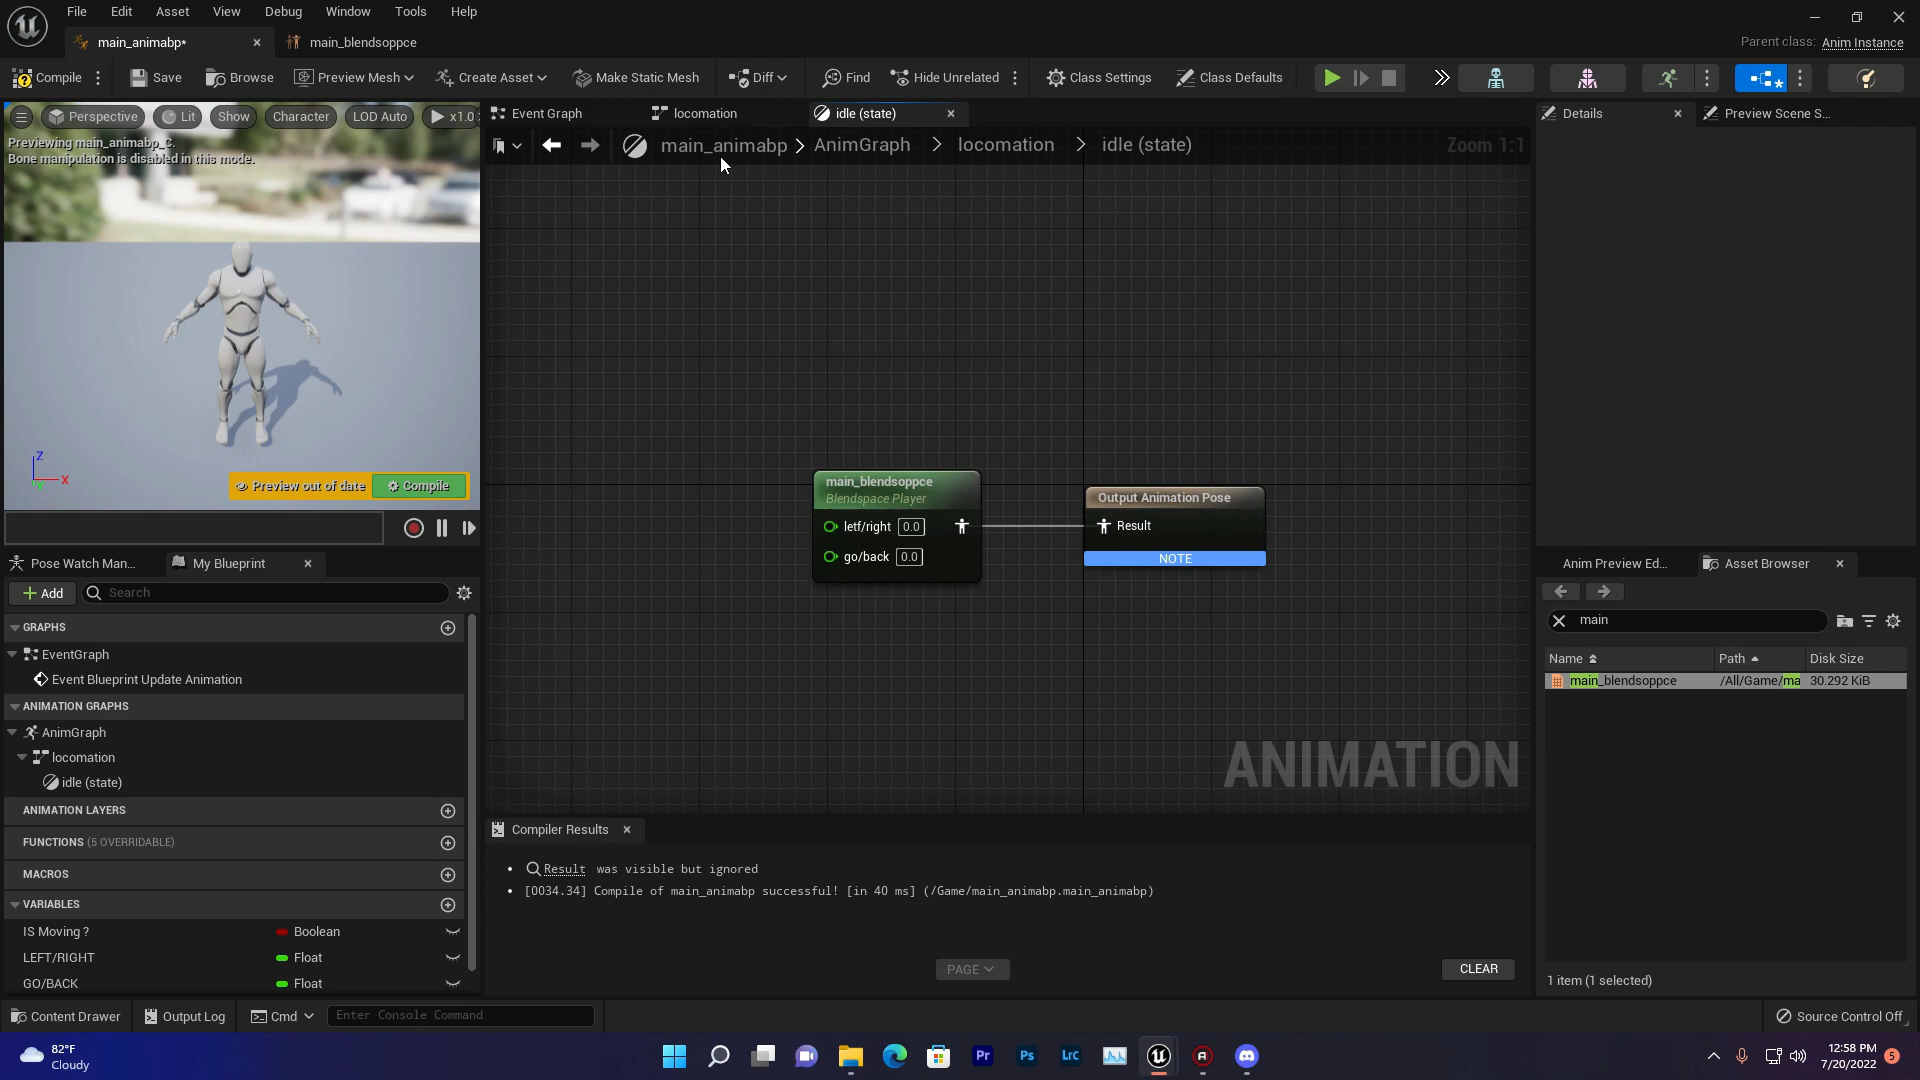 File Edit Asset View Debug Window Tools Help
main_animabp* main_blendsoppce
Parent class: Anim Instance
Compile Save Browse Preview Mesh Create Asset Make Static Mesh Diff Find Hide Unrelated Class Settings Class Defaults
Perspective Lit Show Character LOD Auto x1.0
Previewing main_animabp_C.
Bone manipulation is disabled in this mode.
Z
X
Preview out of date Compile
Event Graph locomation idle (state)
main_animabp > AnimGraph > locomation > idle (state)
Zoom 1:1
main_blendsoppce
Blendspace Player
letf/right 0.0
go/back 0.0
Output Animation Pose
Result
NOTE
ANIMATION
Details Preview Scene S...
Pose Watch Man... My Blueprint
Add Search
GRAPHS
EventGraph
Event Blueprint Update Animation
ANIMATION GRAPHS
AnimGraph
locomation
idle (state)
ANIMATION LAYERS
FUNCTIONS (5 OVERRIDABLE)
MACROS
VARIABLES
IS Moving ? Boolean
LEFT/RIGHT Float
GO/BACK Float
Compiler Results
• Result was visible but ignored
• [0034.34] Compile of main_animabp successful! [in 40 ms] (/Game/main_animabp.main_animabp)
PAGE CLEAR
Anim Preview Ed... Asset Browser
main
Name Path Disk Size
main_blendsoppce /All/Game/ma 30.292 KiB
1 item (1 selected)
Content Drawer Output Log Cmd Enter Console Command
Source Control Off
82°F
Cloudy
Pr Ps Lrc
12:58 PM
7/20/2022
5